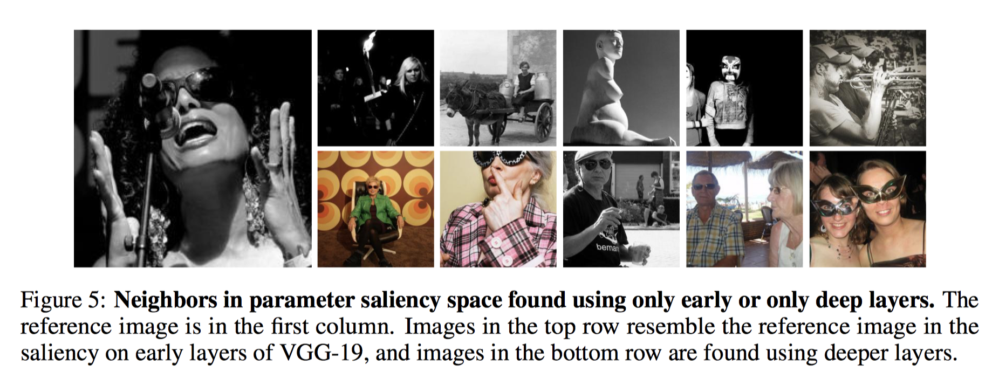 bemar
Figure 5: Neighbors in parameter saliency space found using only early or only deep layers. The
reference image is in the first column. Images in the top row resemble the reference image in the
saliency on early layers of VGG-19, and images in the bottom row are found using deeper layers.